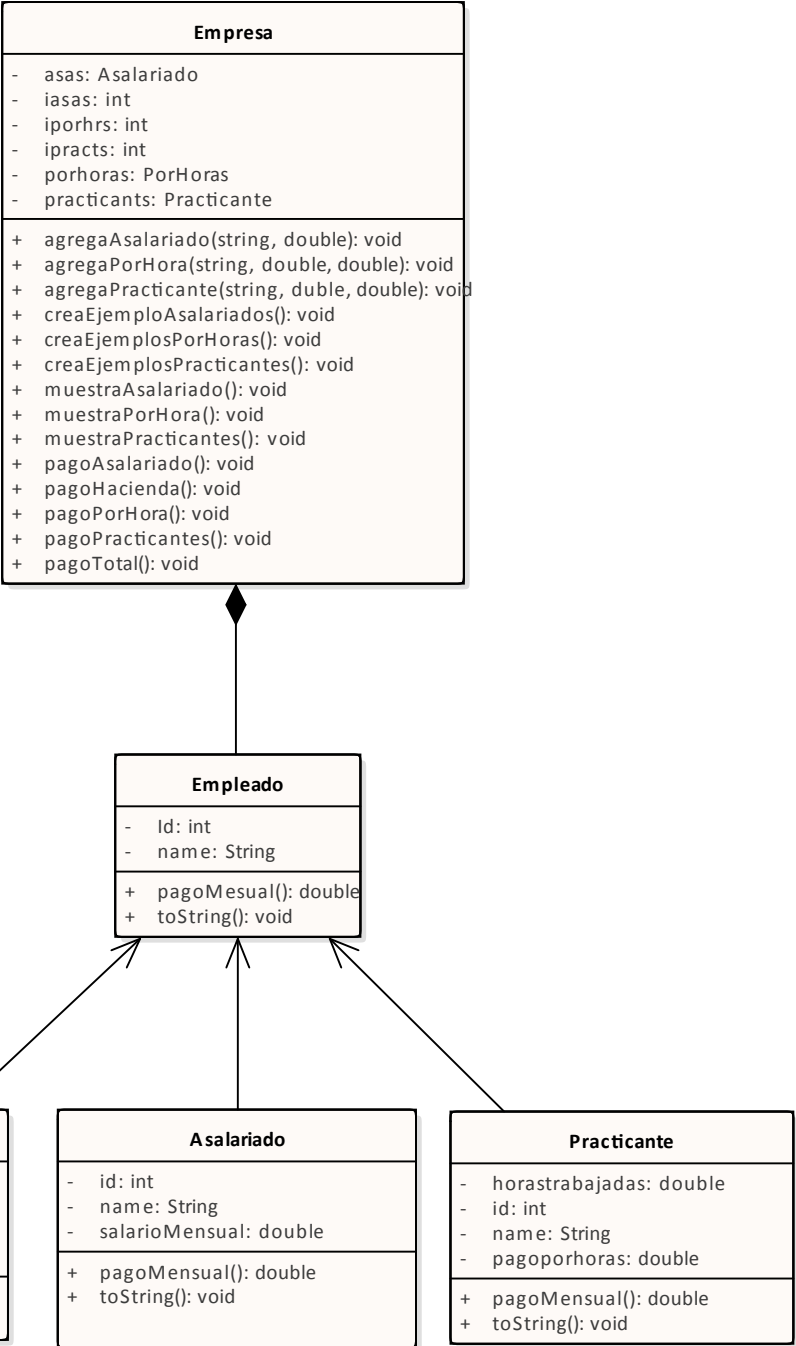 Empresa
- asas: Asalariado
- iasas: int
- iporhrs: int
- ipracts: int
- porhoras: PorHoras
- practicants: Practicante
+ agregaAsalariado(string, double): void
+ agregaPorHora(string, double, double): void
+ agregaPracticante(string, duble, double): void
+ creaEjemploAsalariados(): void
+ creaEjemplosPorHoras(): void
+ creaEjemplosPracticantes(): void
+ muestraAsalariado(): void
+ muestraPorHora(): void
+ muestraPracticantes(): void
+ pagoAsalariado(): void
+ pagoHacienda(): void
+ pagoPorHora(): void
+ pagoPracticantes(): void
+ pagoTotal(): void
Empleado
- Id: int
- name: String
+ pagoMesual(): double
+ toString(): void
Asalariado
- id: int
- name: String
- salarioMensual: double
+ pagoMensual(): double
+ toString(): void
Practicante
- horastrabajadas: double
- id: int
- name: String
- pagoporhoras: double
+ pagoMensual(): double
+ toString(): void